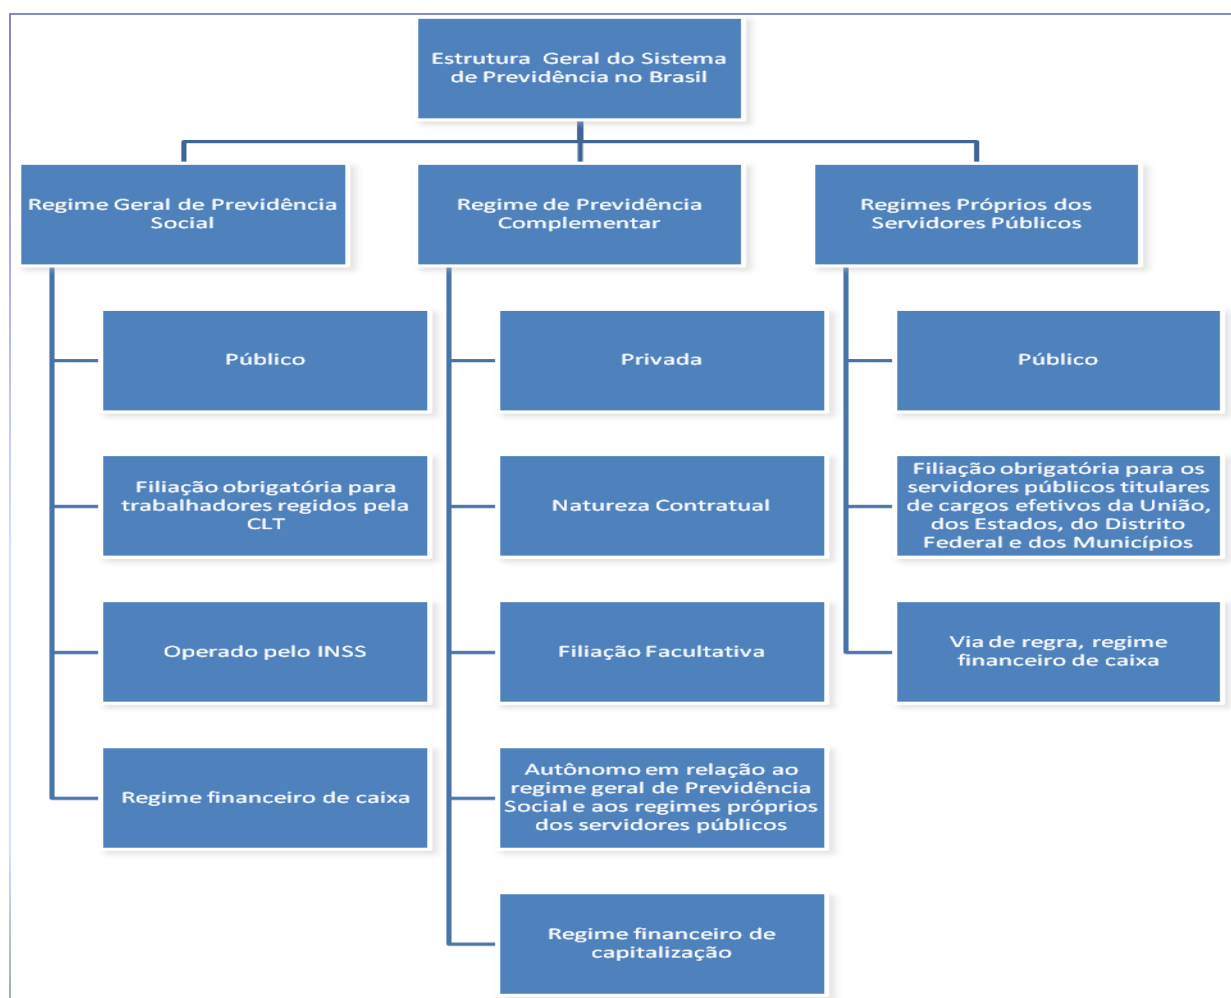 Estrutura Geral do Sistema
de Previdência no Brasil
Regime Geral de Previdência
Social
Público
Filiação obrigatória para
trabalhadores regidos pela
CLT
Operado pelo INSS
Regime financeiro de caixa
Regime de Previdência
Complementar
Privada
Natureza Contratual
Filiação Facultativa
Autônomo em relação ao
regime geral de Previdência
Social e aos regimes próprios
dos servidores públicos
Regime financeiro de
capitalização
Regimes Próprios dos
Servidores Públicos
Público
Filiação obrigatória para os
servidores públicos titulares
de cargos efetivos da União,
dos Estados, do Distrito
Federal e dos Municípios
Via de regra, regime
financeiro de caixa